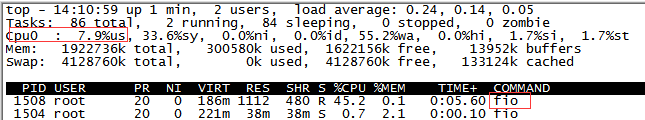 top - 14:10:59 up 1 min,  2 users,  load average: 0.24, 0.14, 0.05
Tasks:  86 total,   2 running,  84 sleeping,   0 stopped,   0 zombie
Cpu0  :  7.9%us, 33.6%sy,  0.0%ni,  0.0%id, 55.2%wa,  0.0%hi,  1.7%si,  1.7%st
Mem:   1922736k total,   300580k used,  1622156k free,    13952k buffers
Swap:  4128760k total,        0k used,  4128760k free,   133124k cached
PID USER      PR  NI  VIRT  RES  SHR S %CPU %MEM    TIME+  COMMAND
1508 root      20   0  186m 1112  480 R 45.2  0.1   0:05.60 fio
1504 root      20   0  221m  38m  38m S  0.7  2.1   0:00.10 fio